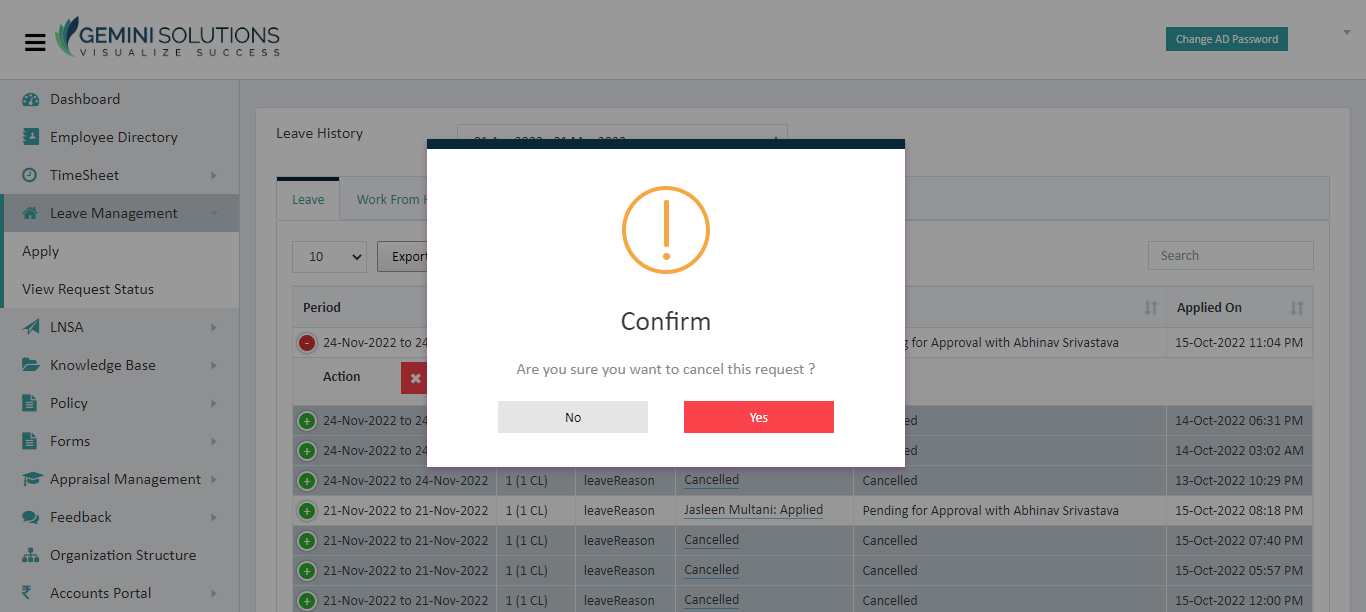 GEMINI SOLUTIONS
VISUALIZE SUCCESS
Change AD Password
Dashboard
Employee Directory
TimeSheet
Leave Management
Apply
View Request Status
LNSA
Knowledge Base
Policy
Forms
Appraisal Management
Feedback
Organization Structure
Accounts Portal
Leave History
Leave
Work From
10
Export
Search
Period
Applied On
24-Nov-2022 to 24
for Approval with Abhinav Srivastava
15-Oct-2022 11:04 PM
Action
Confirm
Are you sure you want to cancel this request ?
No
Yes
24-Nov-2022 to 24
ed
14-Oct-2022 06:31 PM
24-Nov-2022 to 24
ed
14-Oct-2022 03:02 AM
24-Nov-2022 to 24-Nov-2022 1 (1 CL) leaveReason Cancelled Cancelled 13-Oct-2022 10:29 PM
21-Nov-2022 to 21-Nov-2022 1 (1 CL) leaveReason Jasleen Multani: Applied Pending for Approval with Abhinav Srivastava 15-Oct-2022 08:18 PM
21-Nov-2022 to 21-Nov-2022 1 (1 CL) leaveReason Cancelled Cancelled 15-Oct-2022 07:40 PM
21-Nov-2022 to 21-Nov-2022 1 (1 CL) leaveReason Cancelled Cancelled 15-Oct-2022 05:57 PM
21-Nov-2022 to 21-Nov-2022 1 (1 CL) leaveReason Cancelled Cancelled 15-Oct-2022 12:00 PM